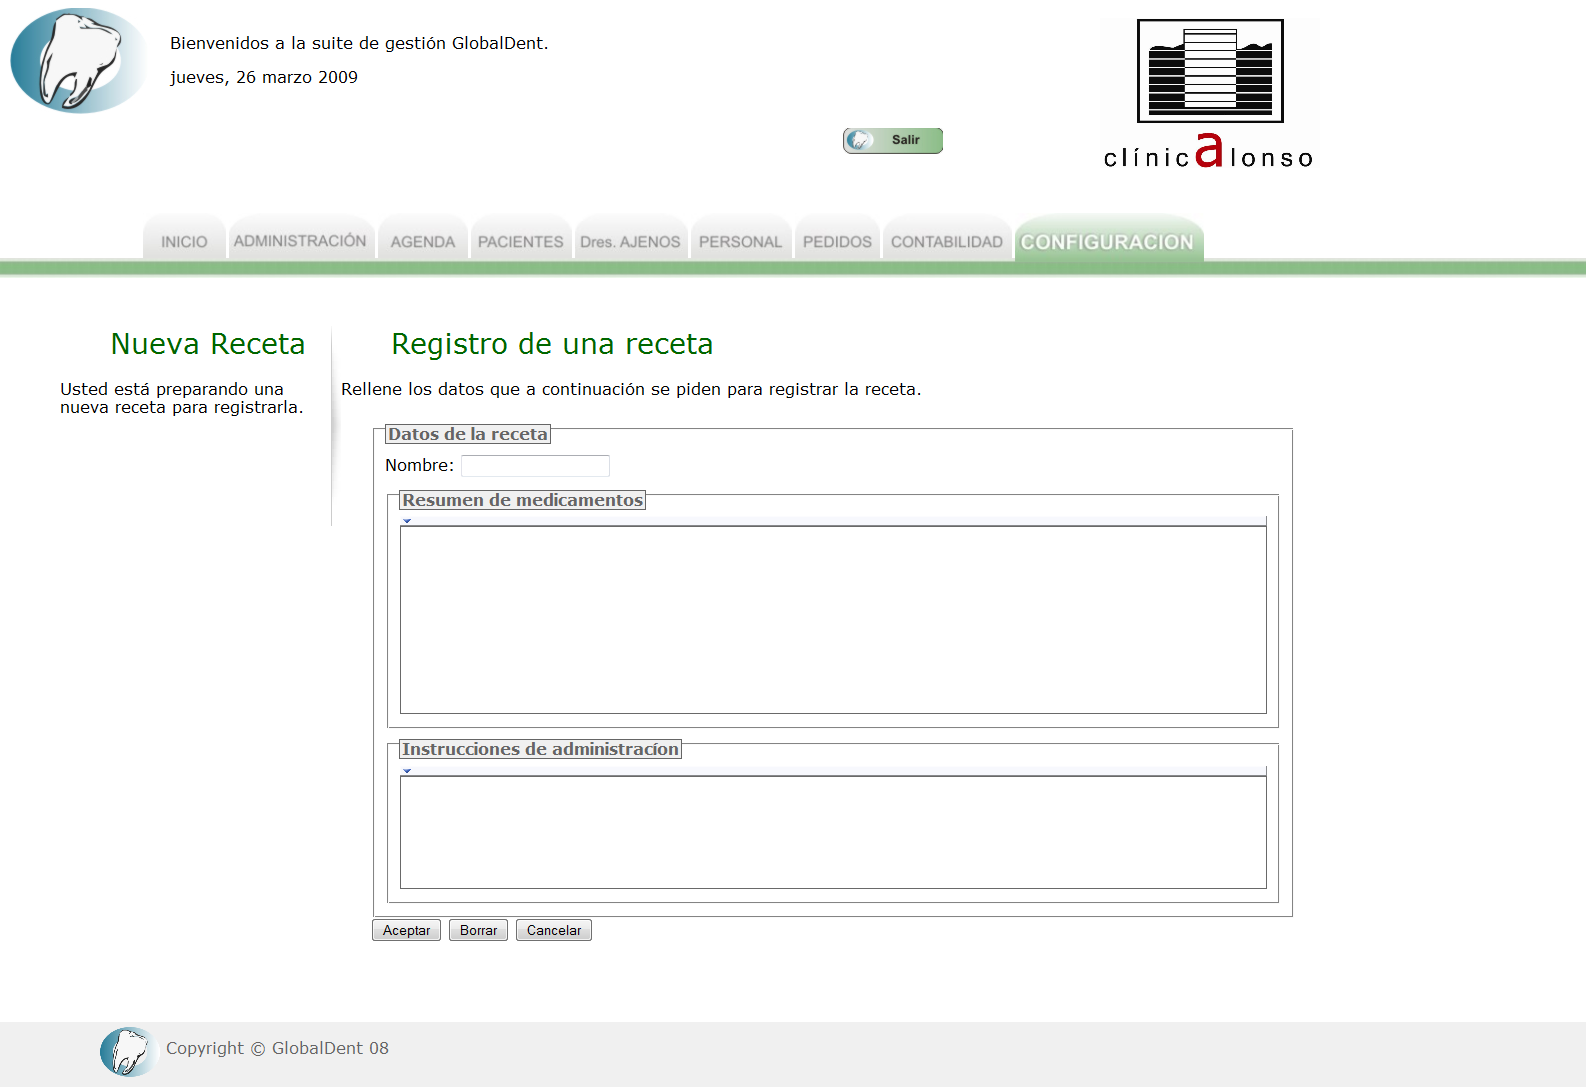 Bienvenidos a la suite de gestión GlobalDent.
jueves, 26 marzo 2009
Salir
clínicAlonso
INICIO
ADMINISTRACIÓN
AGENDA
PACIENTES
Dres. AJENOS
PERSONAL
PEDIDOS
CONTABILIDAD
CONFIGURACION
Nueva Receta
Usted está preparando una
nueva receta para registrarla.
Registro de una receta
Rellene los datos que a continuación se piden para registrar la receta.
Datos de la receta
Nombre:
Resumen de medicamentos
Instrucciones de administracíon
Aceptar
Borrar
Cancelar
Copyright © GlobalDent 08